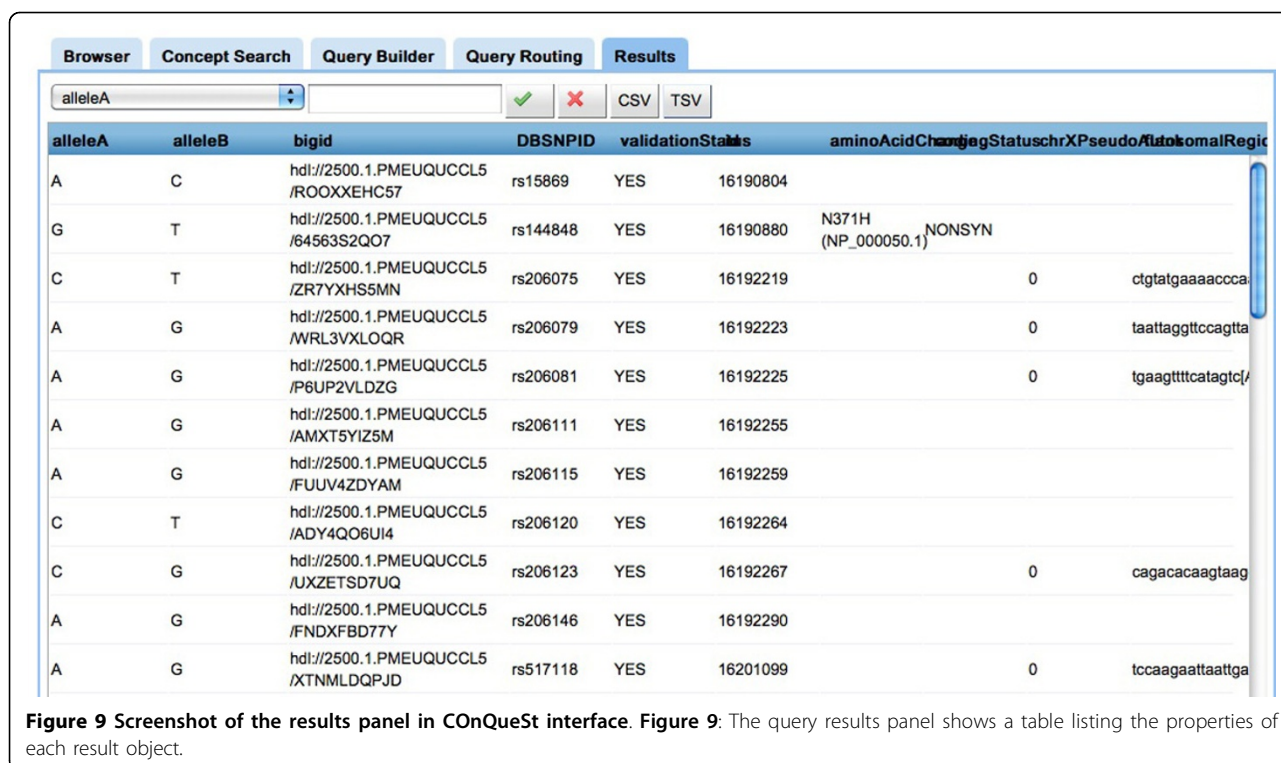 Browser Concept Search Query Builder Query Routing Results
alleleA CSV TSV
alleleA alleleB bigid DBSNPID validationStatus aminoAcidChange
A C hdl://2500.1.PMEUQUCCL5 rs15869 YES 16190804
/ROOXXEHC57
G T hdl://2500.1.PMEUQUCCL5 rs144848 YES 16190880 N371H NONSYN
/64563S2QO7 (NP_000050.1)
C T hdl://2500.1.PMEUQUCCL5 rs206075 YES 16192219 0 ctgtatgaaaaccca
/ZR7YXHS5MN
A G hdl://2500.1.PMEUQUCCL5 rs206079 YES 16192223 0 taattaggttccagtta
/WRL3VXLOQR
A G hdl://2500.1.PMEUQUCCL5 rs206081 YES 16192225 0 tgaagttttcatagtc[A
/P6UP2VLDZG
A G hdl://2500.1.PMEUQUCCL5 rs206111 YES 16192255
/AMXT5YIZ5M
A G hdl://2500.1.PMEUQUCCL5 rs206115 YES 16192259
/FUUV4ZDYAM
C T hdl://2500.1.PMEUQUCCL5 rs206120 YES 16192264
/ADY4QO6UI4
C G hdl://2500.1.PMEUQUCCL5 rs206123 YES 16192267 0 cagacacaagtaag
/UXZETSD7UQ
A G hdl://2500.1.PMEUQUCCL5 rs206146 YES 16192290
/FNDXFBD77Y
A G hdl://2500.1.PMEUQUCCL5 rs517118 YES 16201099 0 tccaagaattaattga
/XTNMLDQPJD
Figure 9 Screenshot of the results panel in COnQueSt interface. Figure 9: The query results panel shows a table listing the properties of
each result object.